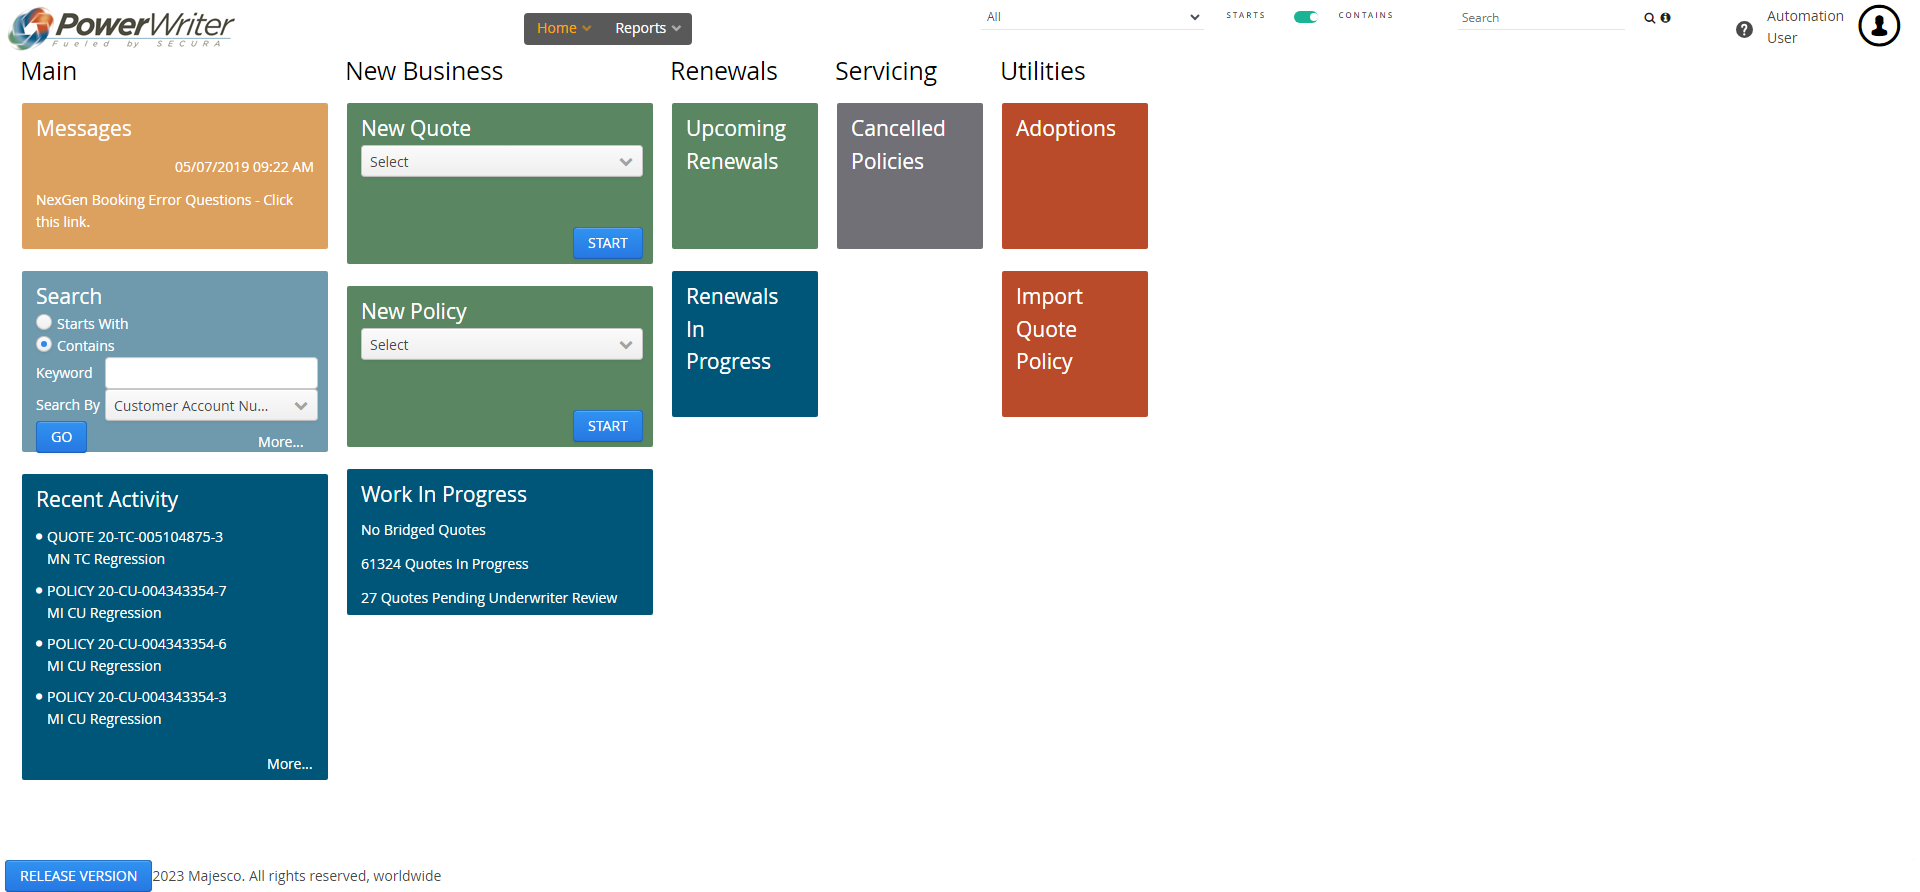 PowerWriter
Fueled by SECURA
Home
Reports
All
STARTS
CONTAINS
Search
Automation
User
Main
New Business
Renewals
Servicing
Utilities
Messages
05/07/2019 09:22 AM
NexGen Booking Error Questions - Click
this link.
Search
Starts With
Contains
Keyword
Search By
Customer Account Nu...
GO
More...
Recent Activity
QUOTE 20-TC-005104875-3
MN TC Regression
POLICY 20-CU-004343354-7
MI CU Regression
POLICY 20-CU-004343354-6
MI CU Regression
POLICY 20-CU-004343354-3
MI CU Regression
More...
New Quote
Select
START
New Policy
Select
START
Work In Progress
No Bridged Quotes
61324 Quotes In Progress
27 Quotes Pending Underwriter Review
Upcoming
Renewals
Renewals
In
Progress
Cancelled
Policies
Adoptions
Import
Quote
Policy
RELEASE VERSION
2023 Majesco. All rights reserved, worldwide